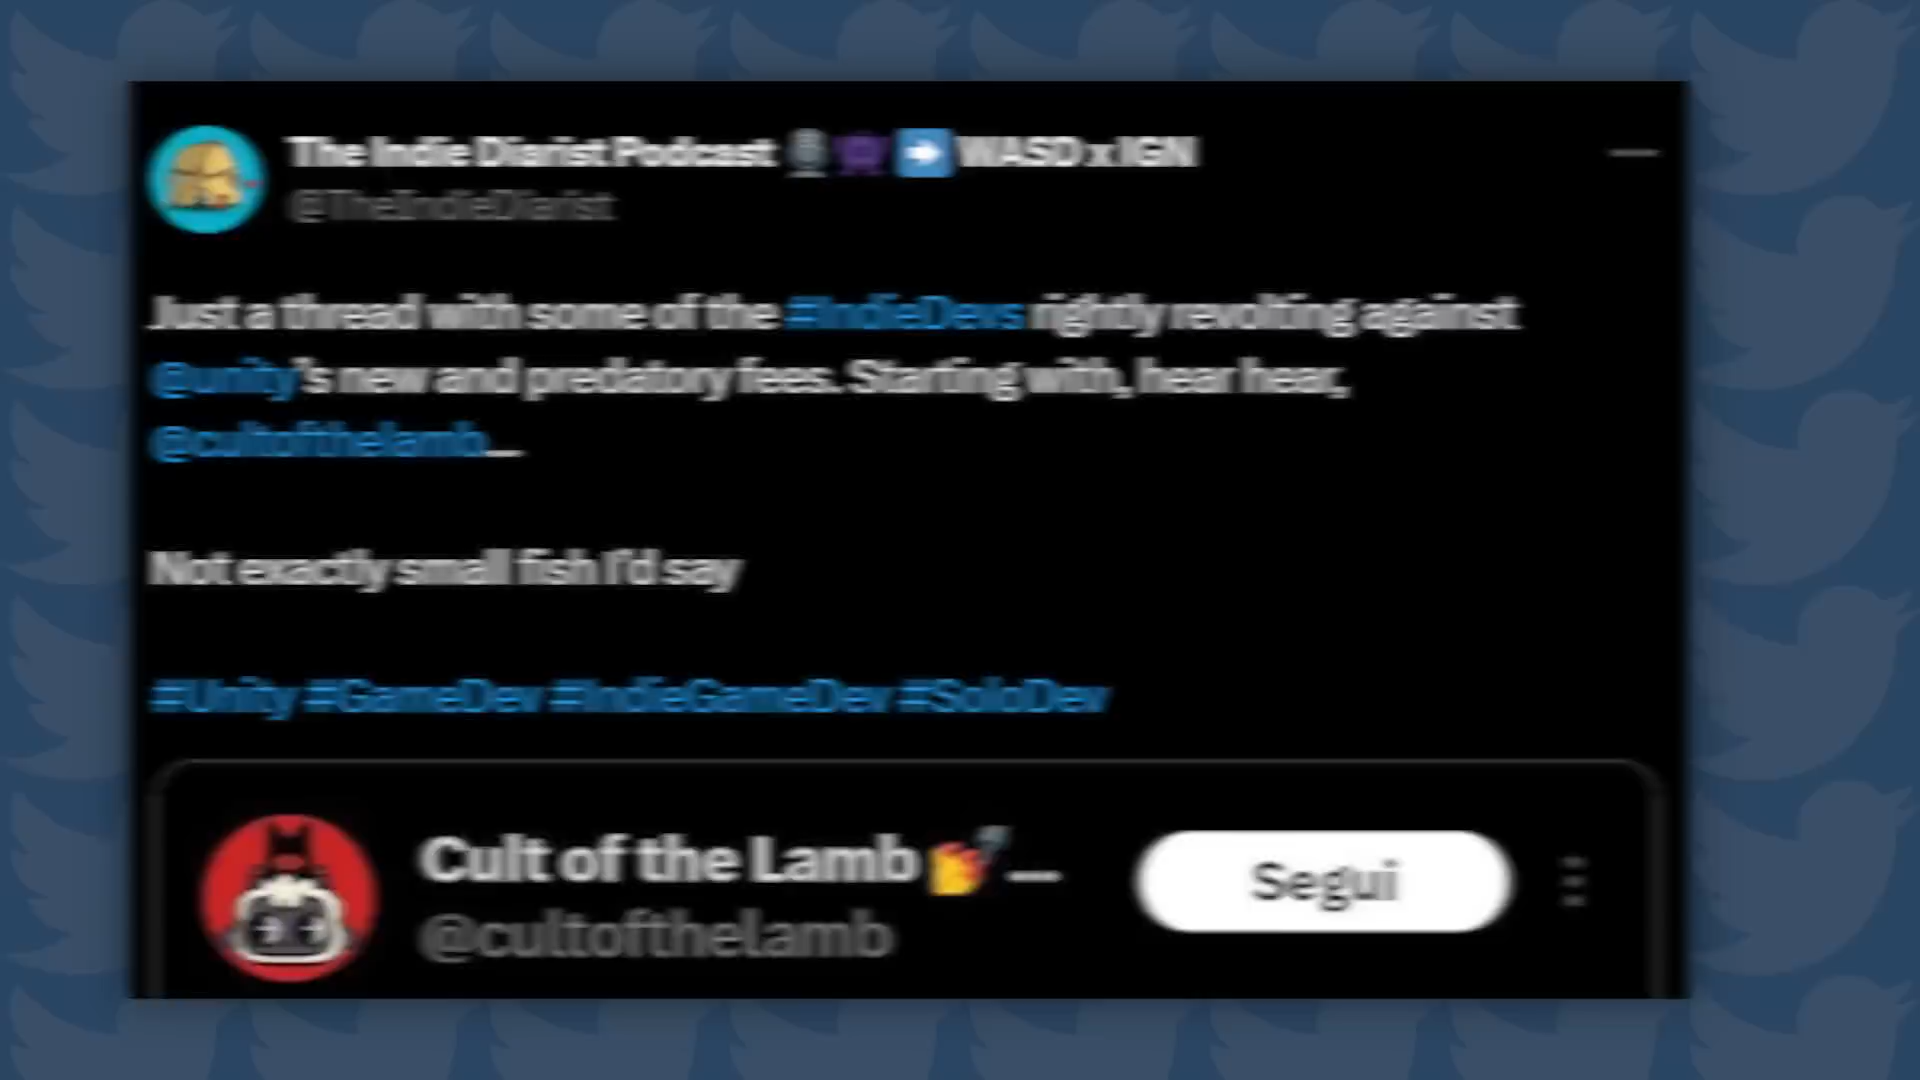 The Indie Diarist Podcast 🎙️👾➡️ WASD x IGN
@TheIndieDiarist
Just a thread with some of the #IndieDevs rightly revolting against
@unity's new and predatory fees. Starting with, hear hear,
@cultofthelamb...
Not exactly small fish I'd say
#Unity #GameDev #IndieGameDev #SoloDev
Cult of the Lamb ...
Segui
@cultofthelamb